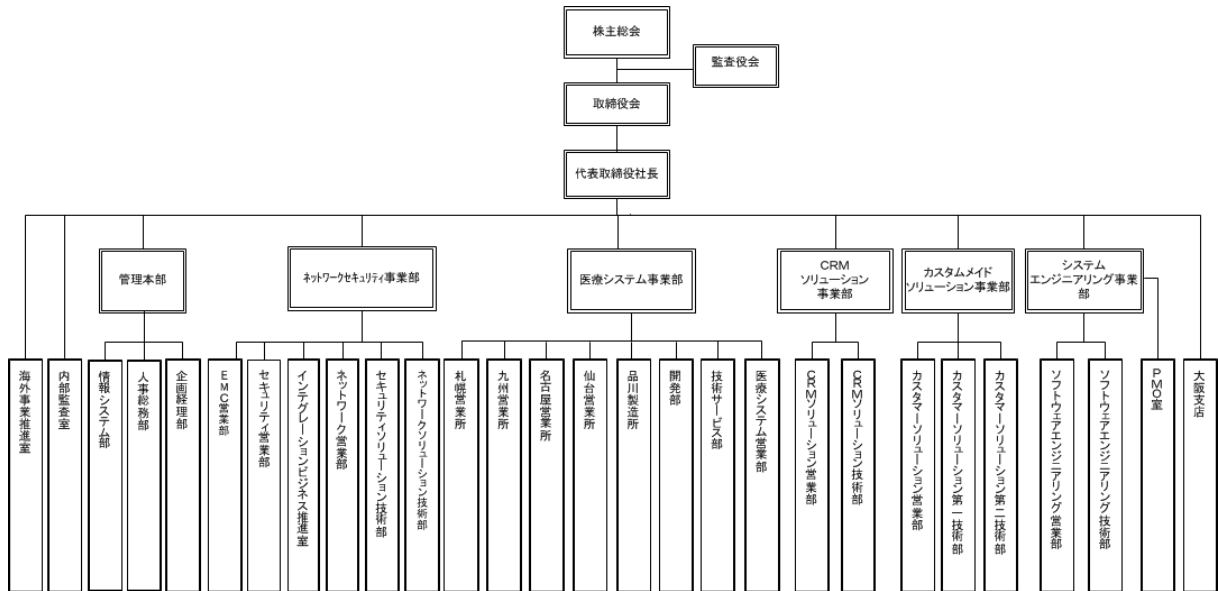 株主総会
監査役会
取締役会
代表取締役社長
管理本部
ネットワークセキュリティ事業部
医療システム事業部
CRM
ソリューション
事業部
カスタムメイド
ソリューション事業部
システム
エンジニアリング事業
部
海外事業推進室
内部監査室
情報システム部
人事総務部
企画経理部
EMC営業部
セキュリティ営業部
インテグレーションビジネス推進室
ネットワーク営業部
セキュリティソリューション技術部
ネットワークソリューション技術部
札幌営業所
九州営業所
名古屋営業所
仙台営業所
品川製造所
開発部
技術サービス部
医療システム営業部
CRMソリューション営業部
CRMソリューション技術部
カスタマーソリューション営業部
カスタマーソリューション第一技術部
カスタマーソリューション第二技術部
ソフトウェアエンジニアリング営業部
ソフトウェアエンジニアリング技術部
PMO室
大阪支店